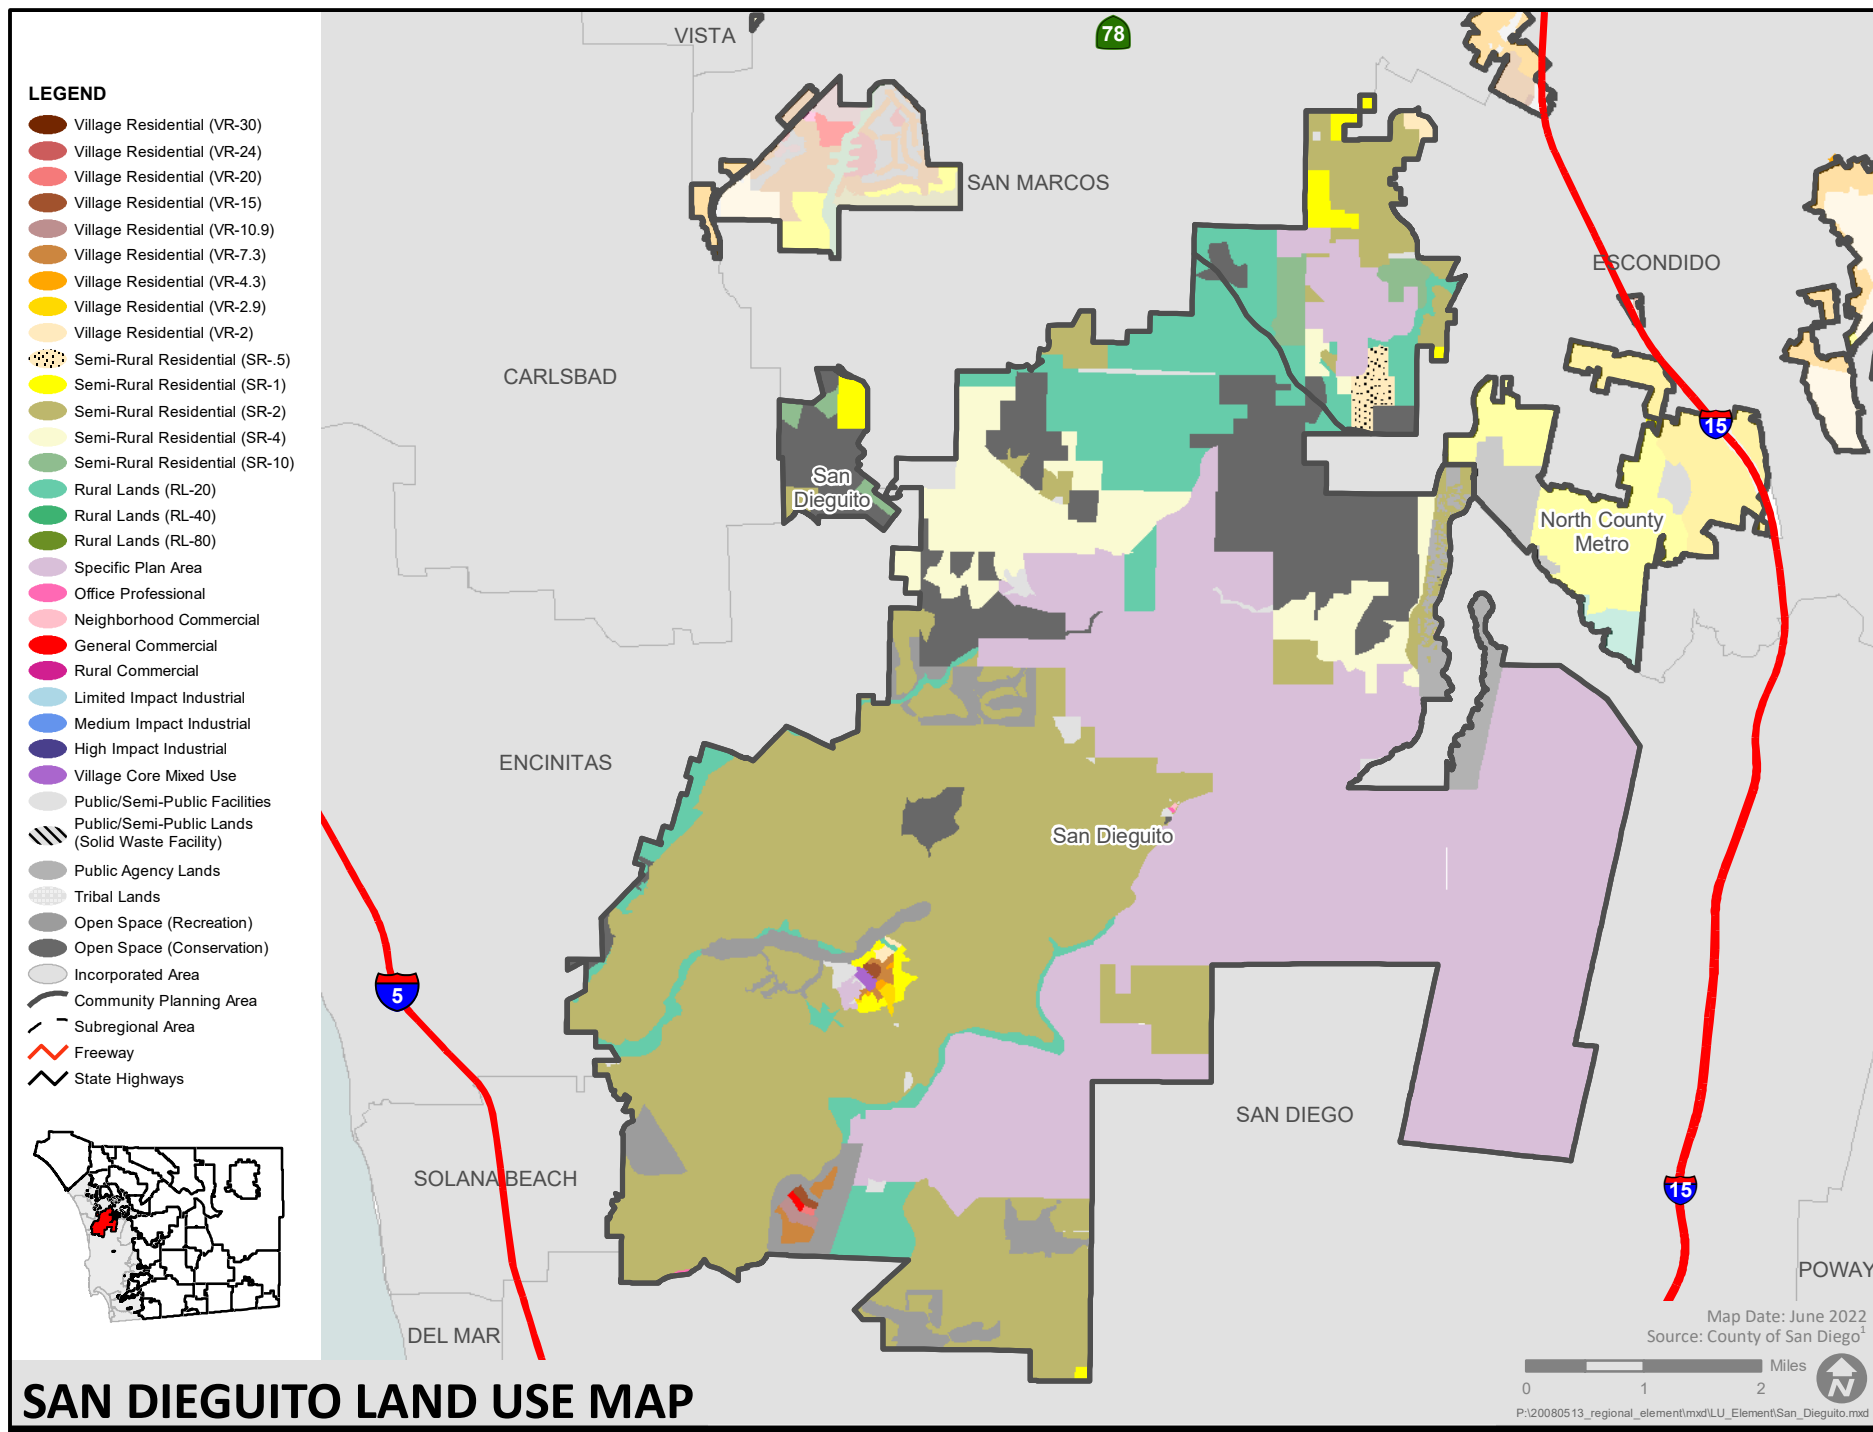 LEGEND
Village Residential (VR-30)
Village Residential (VR-24)
Village Residential (VR-20)
Village Residential (VR-15)
Village Residential (VR-10.9)
Village Residential (VR-7.3)
Village Residential (VR-4.3)
Village Residential (VR-2.9)
Village Residential (VR-2)
Semi-Rural Residential (SR-.5)
Semi-Rural Residential (SR-1)
Semi-Rural Residential (SR-2)
Semi-Rural Residential (SR-4)
Semi-Rural Residential (SR-10)
Rural Lands (RL-20)
Rural Lands (RL-40)
Rural Lands (RL-80)
Specific Plan Area
Office Professional
Neighborhood Commercial
General Commercial
Rural Commercial
Limited Impact Industrial
Medium Impact Industrial
High Impact Industrial
Village Core Mixed Use
Public/Semi-Public Facilities
Public/Semi-Public Lands
(Solid Waste Facility)
Public Agency Lands
Tribal Lands
Open Space (Recreation)
Open Space (Conservation)
Incorporated Area
Community Planning Area
Subregional Area
Freeway
State Highways
VISTA
78
SAN MARCOS
ESCONDIDO
CARLSBAD
15
San
Dieguito
North County
Metro
ENCINITAS
San Dieguito
5
SAN DIEGO
SOLANA BEACH
15
POWAY
DEL MAR
Map Date: June 2022
Source: County of San Diego1
Miles
0 1 2
N
P:\20080513_regional_element\mxd\LU_Element\San_Dieguito.mxd
SAN DIEGUITO LAND USE MAP